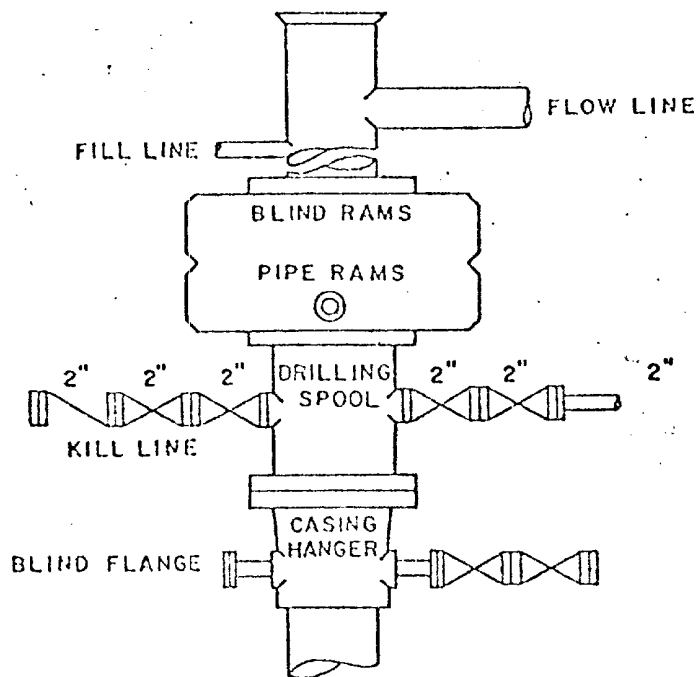 FLOW LINE
FILL LINE
BLIND RAMS
PIPE RAMS
2" 2" 2" DRILLING 2" 2" 2"
SPOOL
KILL LINE
CASING
HANGER
BLIND FLANGE